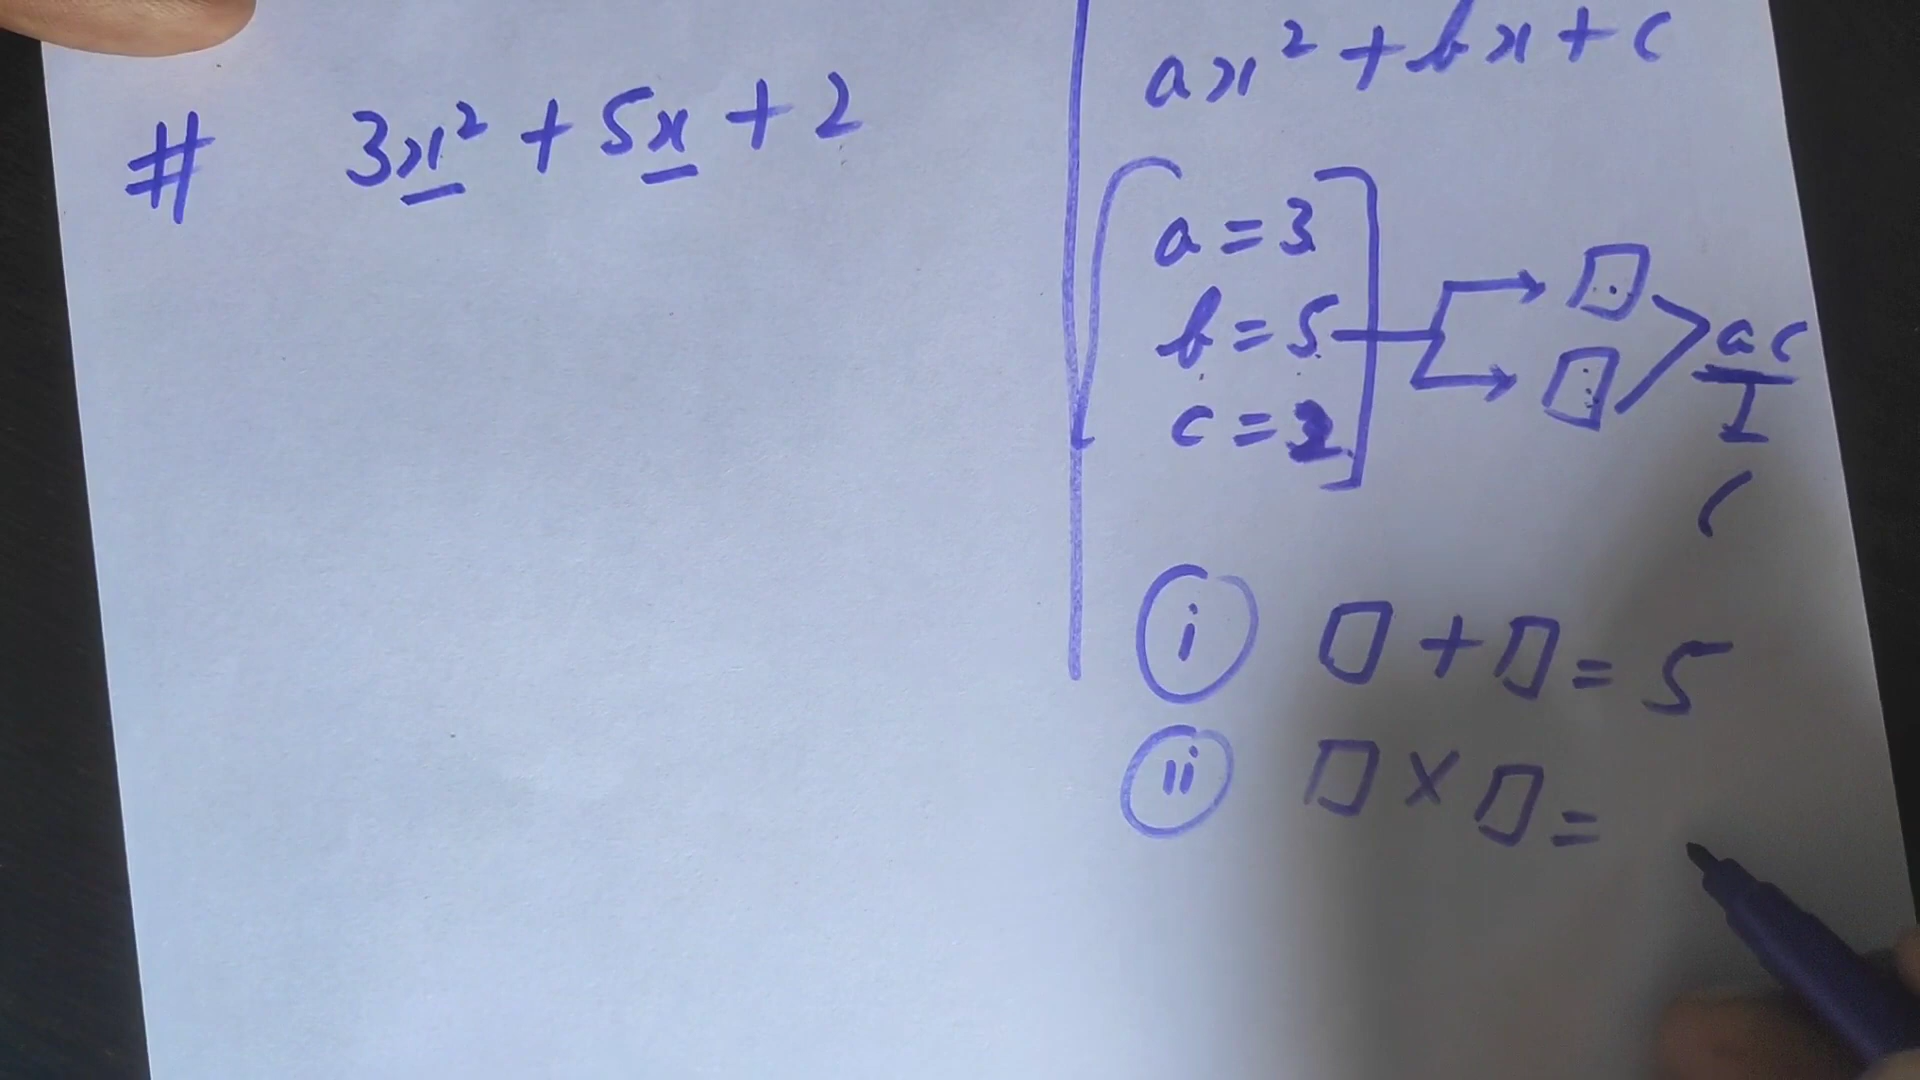 # 3x² + 5x + 2
ax² + bx + c
a = 3
b = 5
c = 2
ac
(
i □ + □ = 5
ii □ × □ =